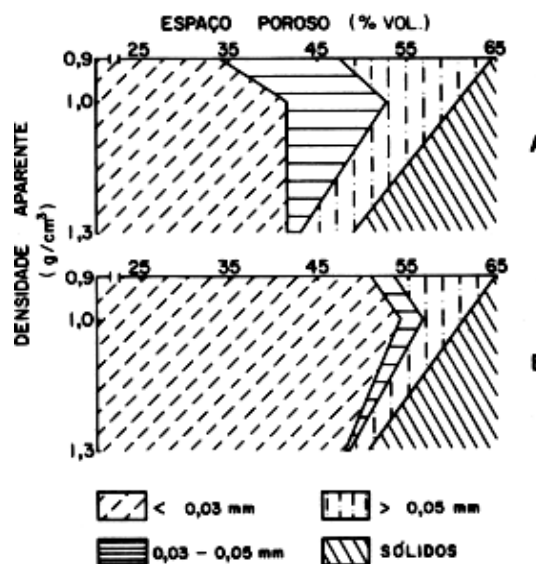 ESPAÇO POROSO (% VOL.)
25 35 45 55 65
0,9
1,0
1,3
DENSIDADE APARENTE
(g/cm³)
25 35 45 55 65
0,9
1,0
1,3
< 0,03 mm
> 0,05 mm
0,03 - 0,05 mm
SÓLIDOS